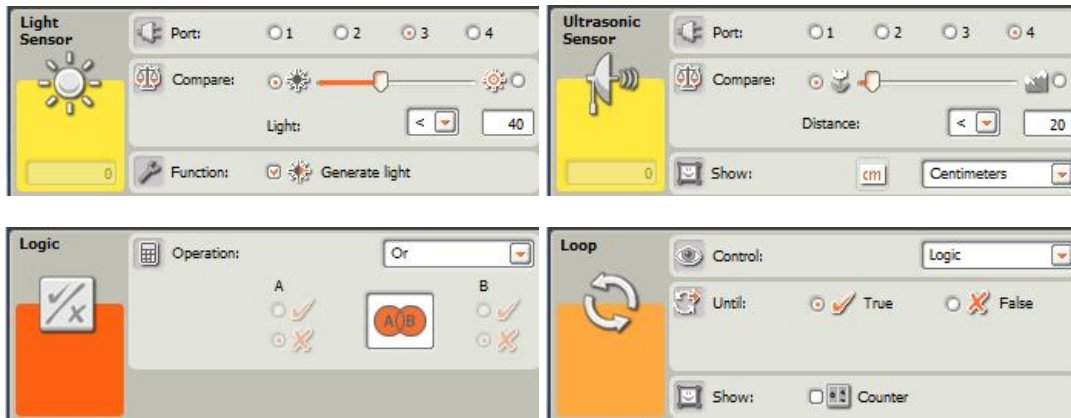 Light Sensor
Port: 1 2 3 4
Compare:
Light: < 40
0
Function: Generate light
Ultrasonic Sensor
Port: 1 2 3 4
Compare:
Distance: < 20
0
Show: cm Centimeters
Logic
Operation: Or
A B
A B
Loop
Control: Logic
Until: True False
Show: Counter